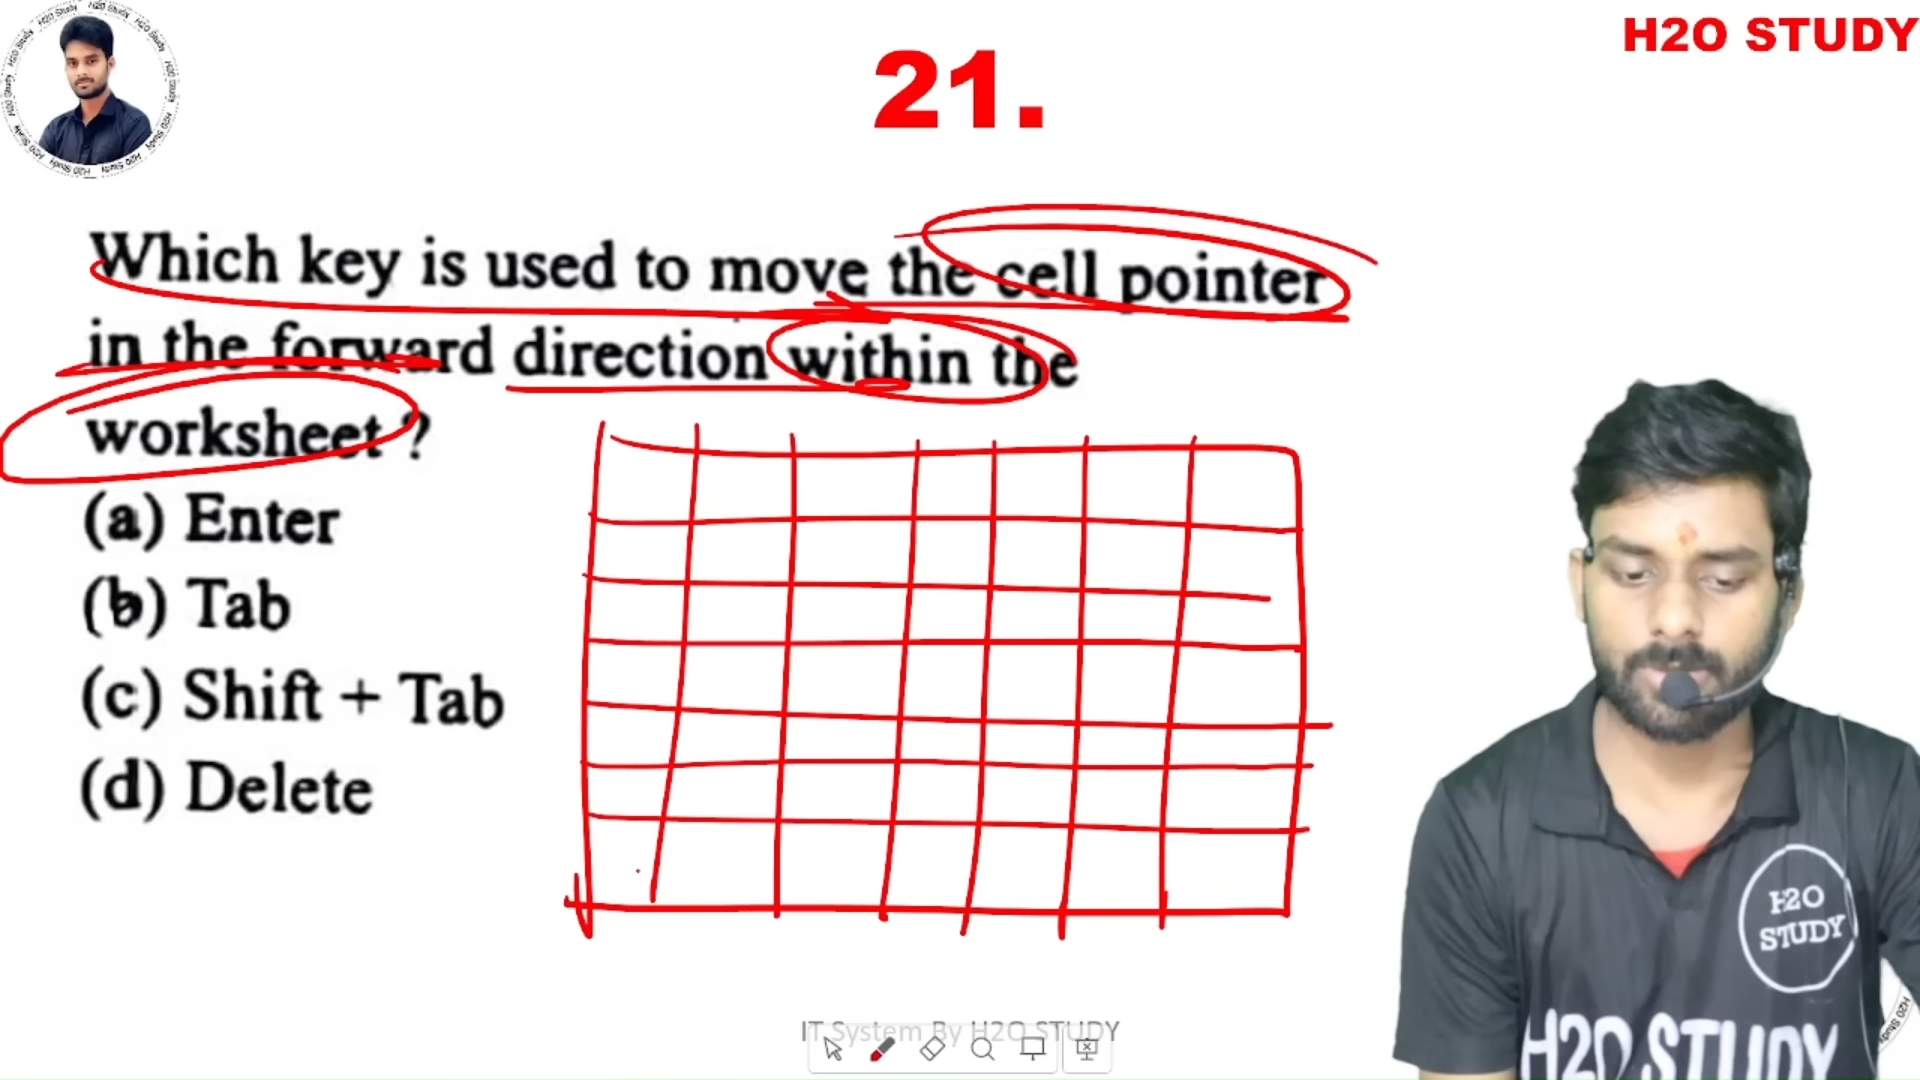 H2O STUDY
21.
Which key is used to move the cell pointer
in the forward direction within the
worksheet ?
(a) Enter
(b) Tab
(c) Shift + Tab
(d) Delete
H2O
STUDY
H2O STUDY
IT System By H2O STUDY